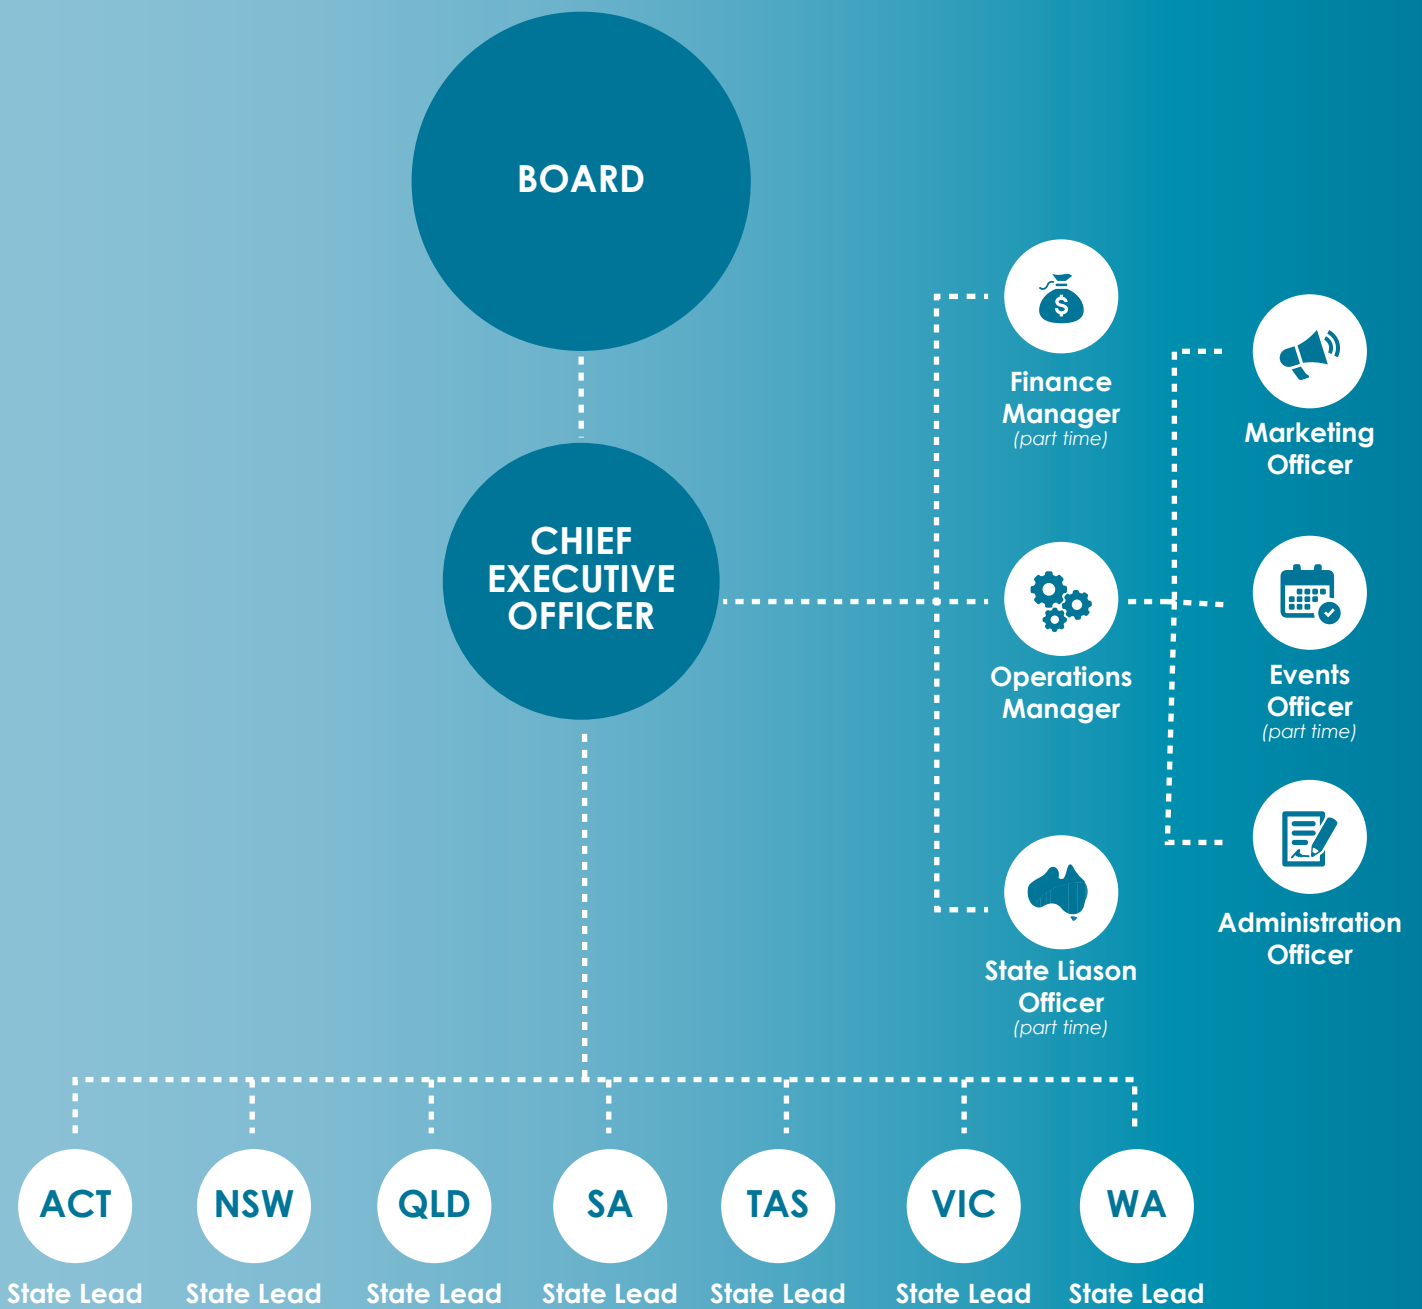 BOARD
CHIEF
EXECUTIVE
OFFICER
$
Finance
Manager
(part time)
Operations
Manager
State Liason
Officer
(part time)
Marketing
Officer
Events
Officer
(part time)
Administration
Officer
ACT
State Lead
NSW
State Lead
QLD
State Lead
SA
State Lead
TAS
State Lead
VIC
State Lead
WA
State Lead